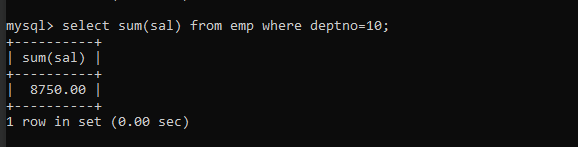 mysql> select sum(sal) from emp where deptno=10;
+----------+
| sum(sal) |
+----------+
|  8750.00 |
+----------+
1 row in set (0.00 sec)